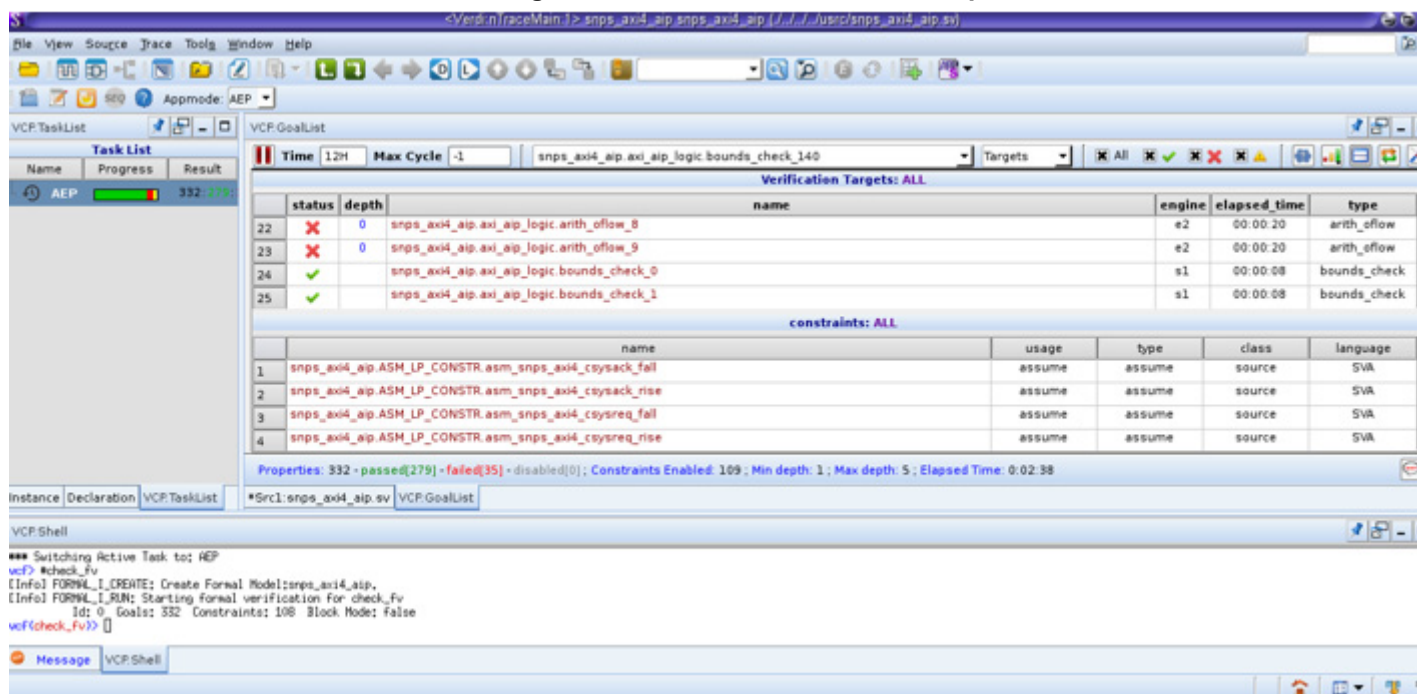 <Verdi:nTraceMain:1> snps_axi4_aip.snps_axi4_aip (./../../../usrc/snps_axi4_aip.sv)
File View Source Trace Tools Window Help
Appmode: AEP
VCF:TaskList
VCF:GoalList
Task List
Name Progress Result
AEP 332:279:
Time 12H Max Cycle -1 snps_axi4_aip.axi_aip_logic.bounds_check_140 Targets All
Verification Targets: ALL
status depth name engine elapsed_time type
22 0 snps_axi4_aip.axi_aip_logic.arith_oflow_8 e2 00:00:20 arith_oflow
23 0 snps_axi4_aip.axi_aip_logic.arith_oflow_9 e2 00:00:20 arith_oflow
24 snps_axi4_aip.axi_aip_logic.bounds_check_0 s1 00:00:08 bounds_check
25 snps_axi4_aip.axi_aip_logic.bounds_check_1 s1 00:00:08 bounds_check
constraints: ALL
name usage type class language
1 snps_axi4_aip.ASM_LP_CONSTR.asm_snps_axi4_csysack_fall assume assume source SVA
2 snps_axi4_aip.ASM_LP_CONSTR.asm_snps_axi4_csysack_rise assume assume source SVA
3 snps_axi4_aip.ASM_LP_CONSTR.asm_snps_axi4_csysreq_fall assume assume source SVA
4 snps_axi4_aip.ASM_LP_CONSTR.asm_snps_axi4_csysreq_rise assume assume source SVA
Properties: 332 - passed[279] - failed[35] - disabled[0] ; Constraints Enabled: 109 ; Min depth: 1 ; Max depth: 5 ; Elapsed Time: 0:02:38
Instance Declaration VCF:TaskList *Src1:snps_axi4_aip.sv VCF:GoalList
VCF:Shell
*** Switching Active Task to: AEP
vcf> #check_fv
[Info] FORMAL_I_CREATE: Create Formal Model:snps_axi4_aip.
[Info] FORMAL_I_RUN: Starting formal verification for check_fv
Id: 0 Goals: 332 Constraints: 108 Block Mode: false
vcf(check_fv)>
Message VCF:Shell